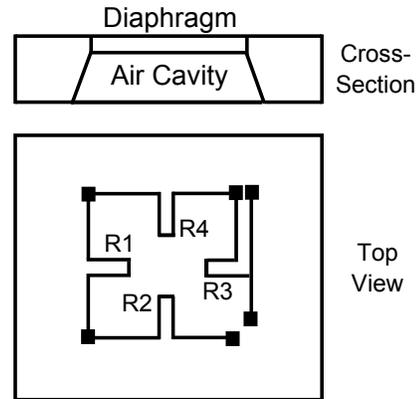 Diaphragm
Air Cavity
Cross-
Section
R1
R4
R2
R3
Top
View